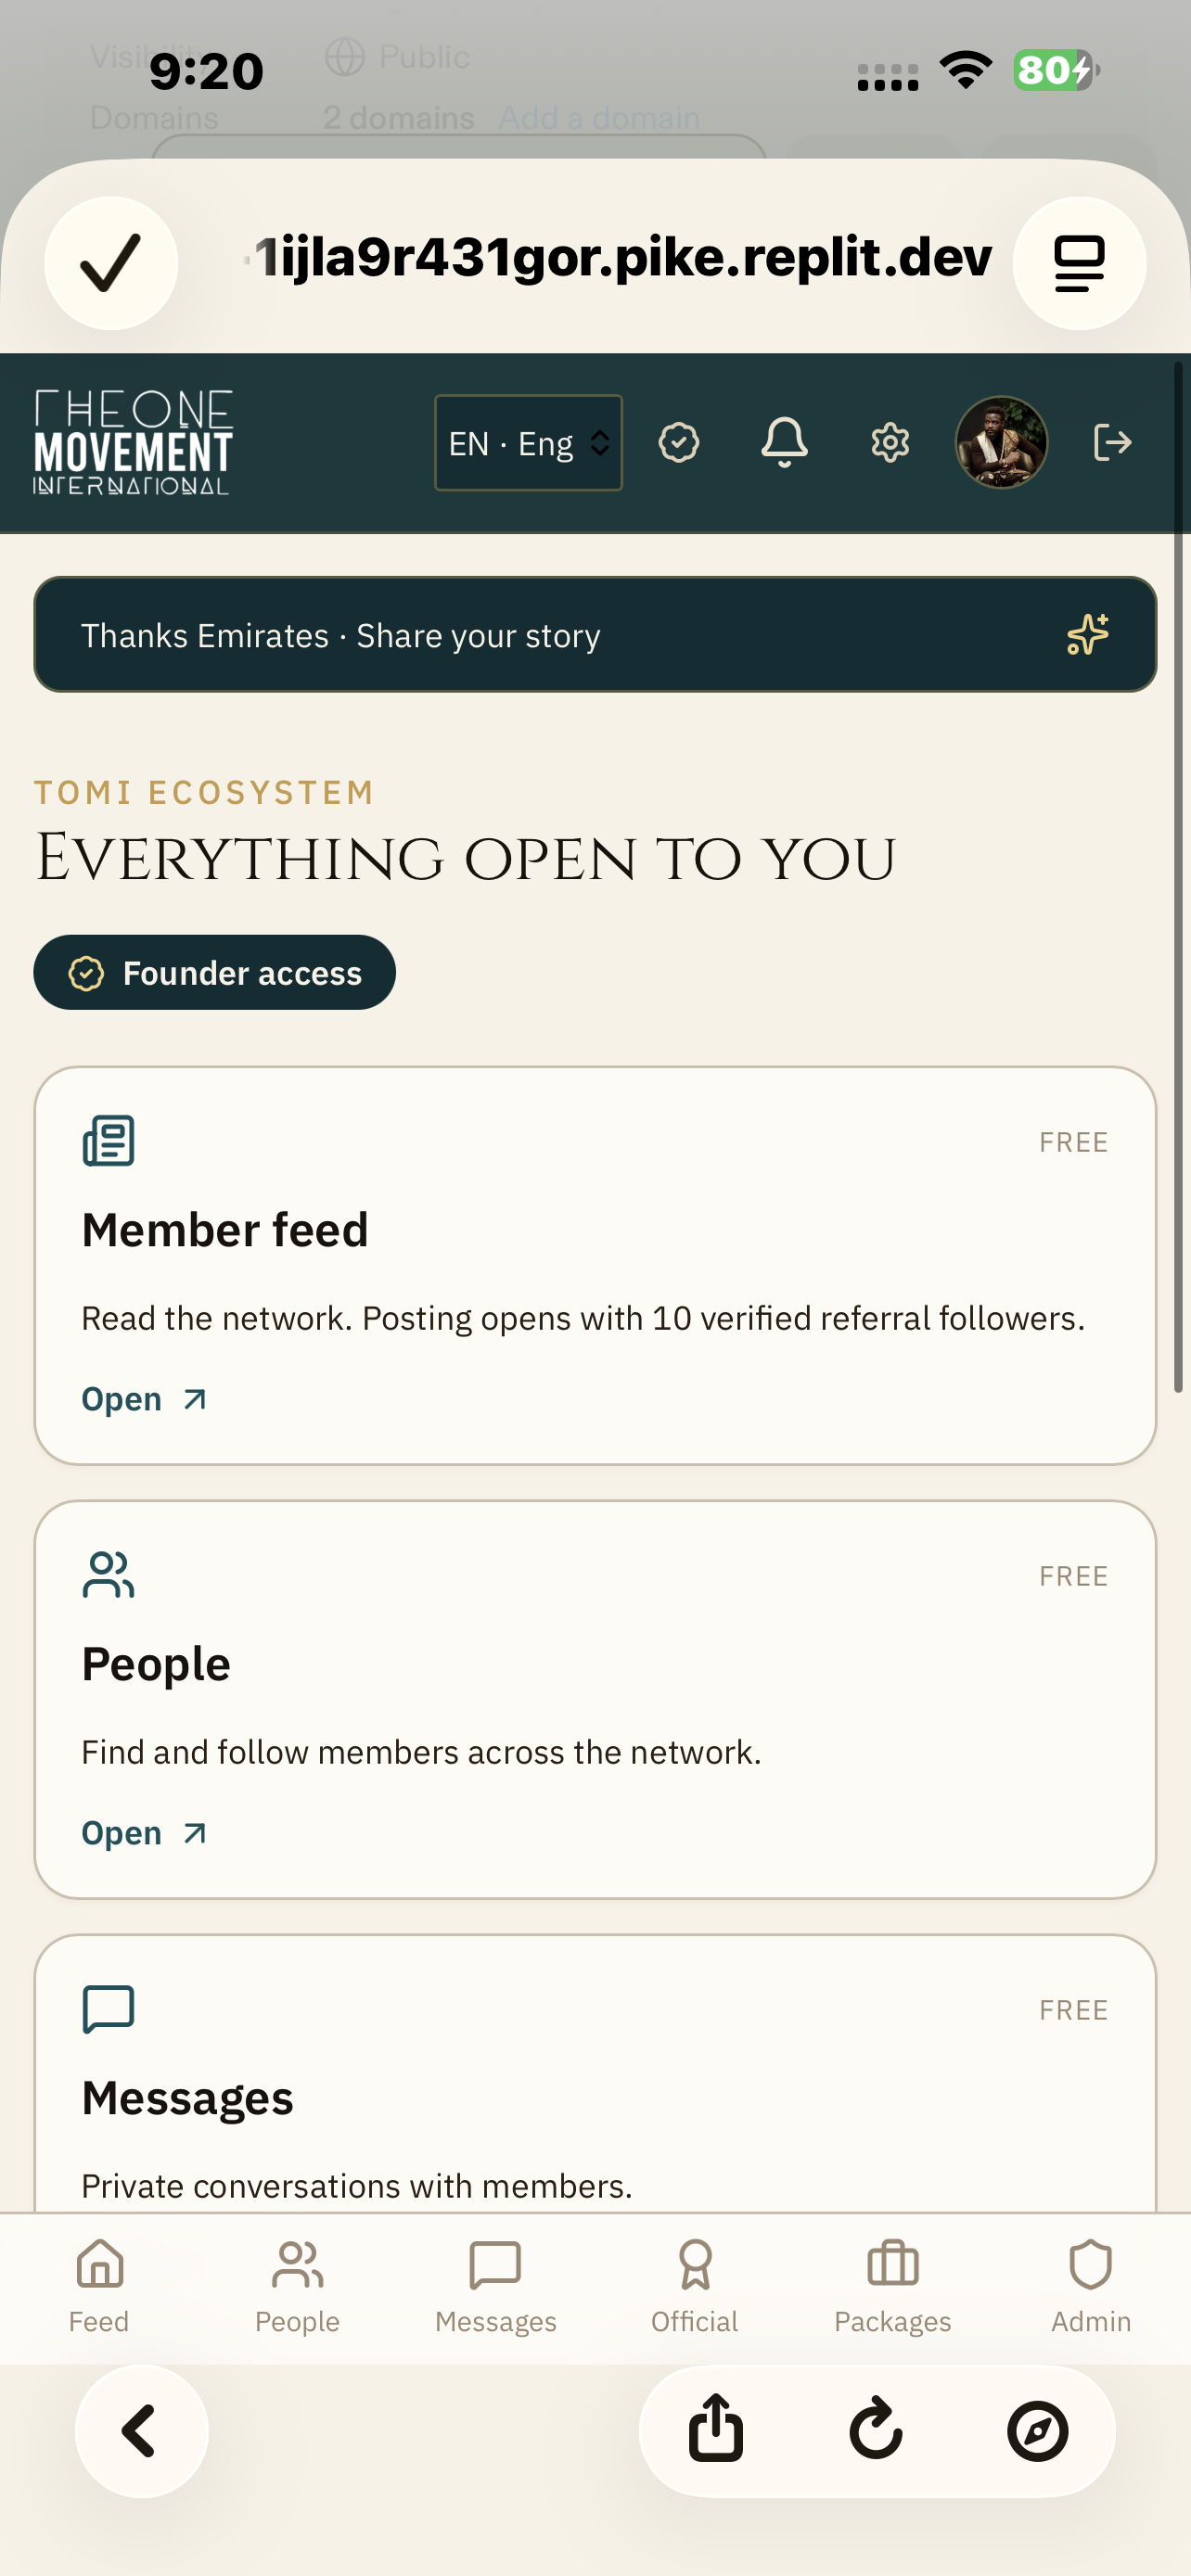 Visibility Public
9:20
80
Domains 2 domains Add a domain
1ijla9r431gor.pike.replit.dev
THE ONE
MOVEMENT
INTERNATIONAL
EN · Eng
Thanks Emirates · Share your story
TOMI ECOSYSTEM
Everything open to you
Founder access
FREE
Member feed
Read the network. Posting opens with 10 verified referral followers.
Open
FREE
People
Find and follow members across the network.
Open
FREE
Messages
Private conversations with members.
Feed People Messages Official Packages Admin